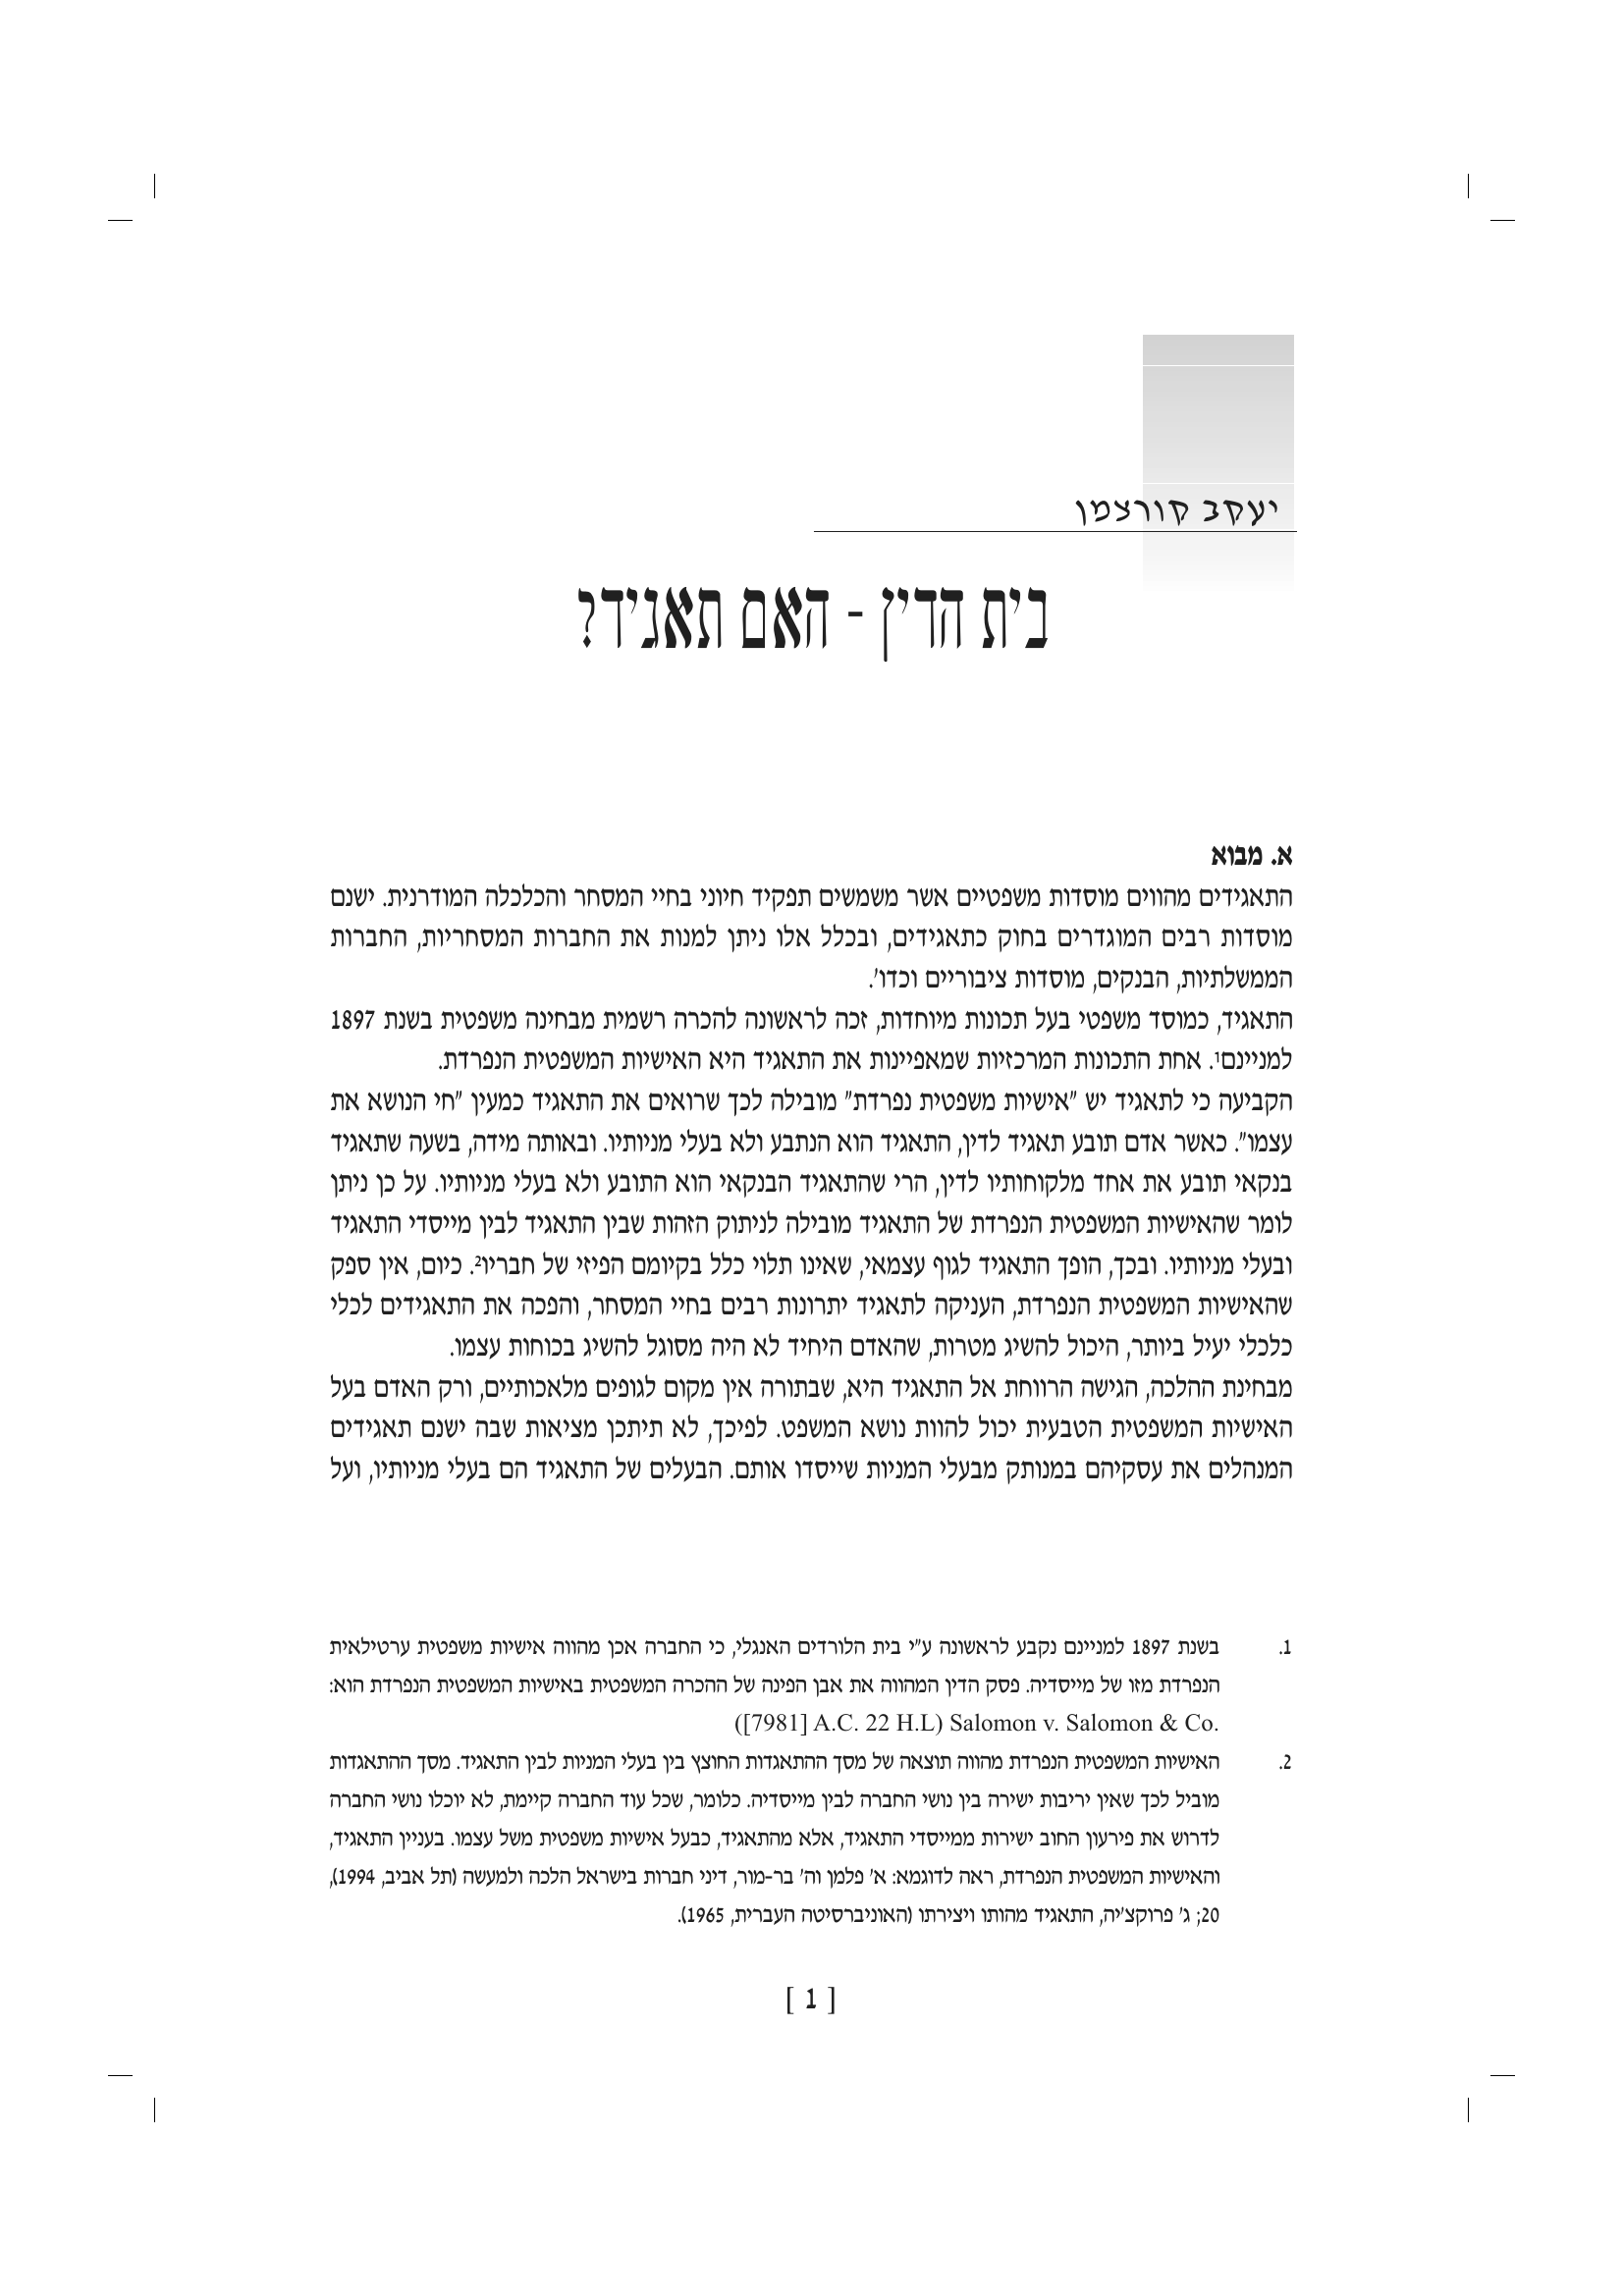 יעקב קורצמן
בית הדין - האם תאגיד?
א. מבוא
התאגידים מהווים מוסדות משפטיים אשר משמשים תפקיד חיוני בחיי המסחר והכלכלה המודרנית. ישנם
מוסדות רבים המוגדרים בחוק כתאגידים, ובכלל אלו ניתן למנות את החברות המסחריות, החברות
הממשלתיות, הבנקים, מוסדות ציבוריים וכדו'.
התאגיד, כמוסד משפטי בעל תכונות מיוחדות, זכה לראשונה להכרה רשמית מבחינה משפטית בשנת 1897
למניינם¹. אחת התכונות המרכזיות שמאפיינות את התאגיד היא האישיות המשפטית הנפרדת.
הקביעה כי לתאגיד יש "אישיות משפטית נפרדת" מובילה לכך שרואים את התאגיד כמעין "חי הנושא את
עצמו". כאשר אדם תובע תאגיד לדין, התאגיד הוא הנתבע ולא בעלי מניותיו. ובאותה מידה, בשעה שתאגיד
בנקאי תובע את אחד מלקוחותיו לדין, הרי שהתאגיד הבנקאי הוא התובע ולא בעלי מניותיו. על כן ניתן
לומר שהאישיות המשפטית הנפרדת של התאגיד מובילה לניתוק הזהות שבין התאגיד לבין מייסדי התאגיד
ובעלי מניותיו. ובכך, הופך התאגיד לגוף עצמאי, שאינו תלוי כלל בקיומם הפיזי של חבריו². כיום, אין ספק
שהאישיות המשפטית הנפרדת, העניקה לתאגיד יתרונות רבים בחיי המסחר, והפכה את התאגידים לכלי
כלכלי יעיל ביותר, היכול להשיג מטרות, שהאדם היחיד לא היה מסוגל להשיג בכוחות עצמו.
מבחינת ההלכה, הגישה הרווחת אל התאגיד היא, שבתורה אין מקום לגופים מלאכותיים, ורק האדם בעל
האישיות המשפטית הטבעית יכול להוות נושא המשפט. לפיכך, לא תיתכן מציאות שבה ישנם תאגידים
המנהלים את עסקיהם במנותק מבעלי המניות שייסדו אותם. הבעלים של התאגיד הם בעלי מניותיו, ועל
1. בשנת 1897 למניינם נקבע לראשונה ע"י בית הלורדים האנגלי, כי החברה אכן מהווה אישיות משפטית ערטילאית
הנפרדת מזו של מייסדיה. פסק הדין המהווה את אבן הפינה של ההכרה המשפטית באישיות המשפטית הנפרדת הוא:
([7981] A.C. 22 H.L) Salomon v. Salomon & Co.
2. האישיות המשפטית הנפרדת מהווה תוצאה של מסך ההתאגדות החוצץ בין בעלי המניות לבין התאגיד. מסך ההתאגדות
מוביל לכך שאין יריבות ישירה בין נושי החברה לבין מייסדיה. כלומר, שכל עוד החברה קיימת, לא יוכלו נושי החברה
לדרוש את פירעון החוב ישירות ממייסדי התאגיד, אלא מהתאגיד, כבעל אישיות משפטית משל עצמו. בעניין התאגיד,
והאישיות המשפטית הנפרדת, ראה לדוגמא: א' פלמן וה' בר-מור, דיני חברות בישראל הלכה ולמעשה (תל אביב, 1994),
20; ג' פרוקצ'יה, התאגיד מהותו ויצירתו (האוניברסיטה העברית, 1965).
[ 1 ]